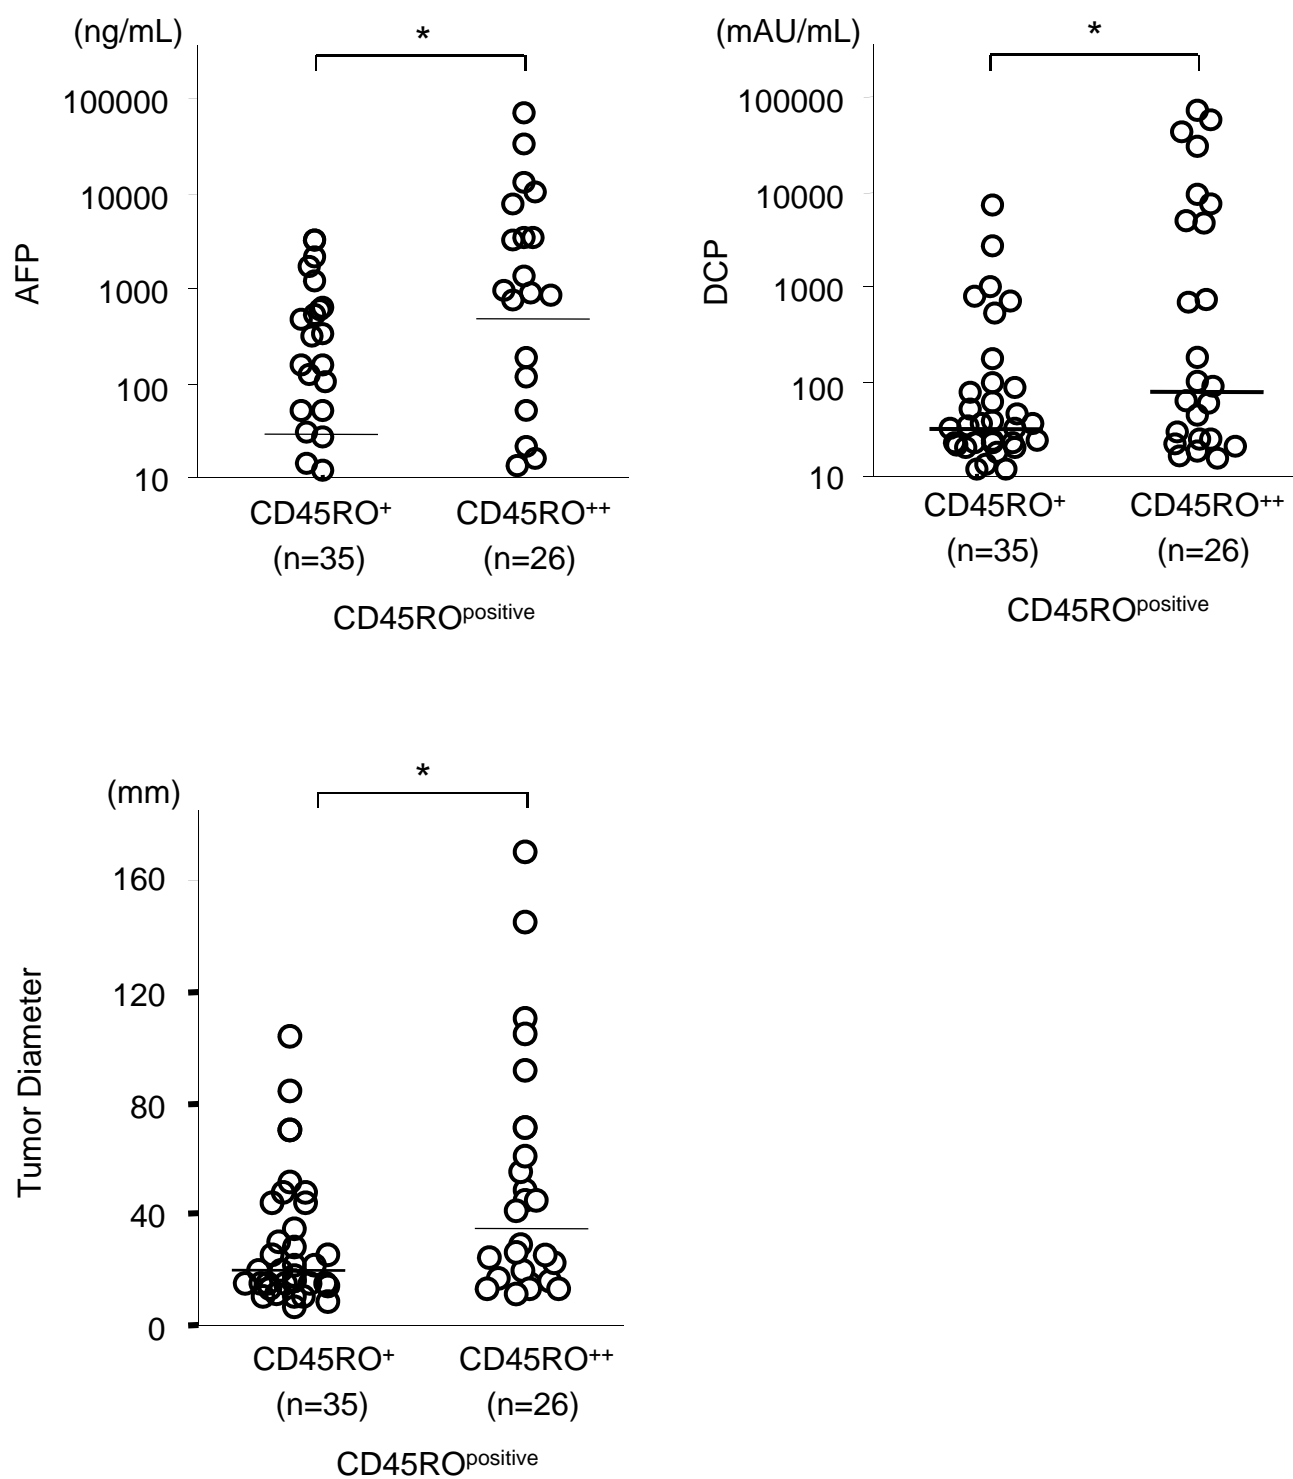 (ng/mL)
*
100000
10000
1000
100
10
AFP
CD45RO⁺ CD45RO⁺⁺
(n=35) (n=26)
CD45ROᵖᵒˢⁱᵗⁱᵛᵉ
(mAU/mL)
*
100000
10000
1000
100
10
DCP
CD45RO⁺ CD45RO⁺⁺
(n=35) (n=26)
CD45ROᵖᵒˢⁱᵗⁱᵛᵉ
(mm)
*
160
120
80
40
0
Tumor Diameter
CD45RO⁺ CD45RO⁺⁺
(n=35) (n=26)
CD45ROᵖᵒˢⁱᵗⁱᵛᵉ